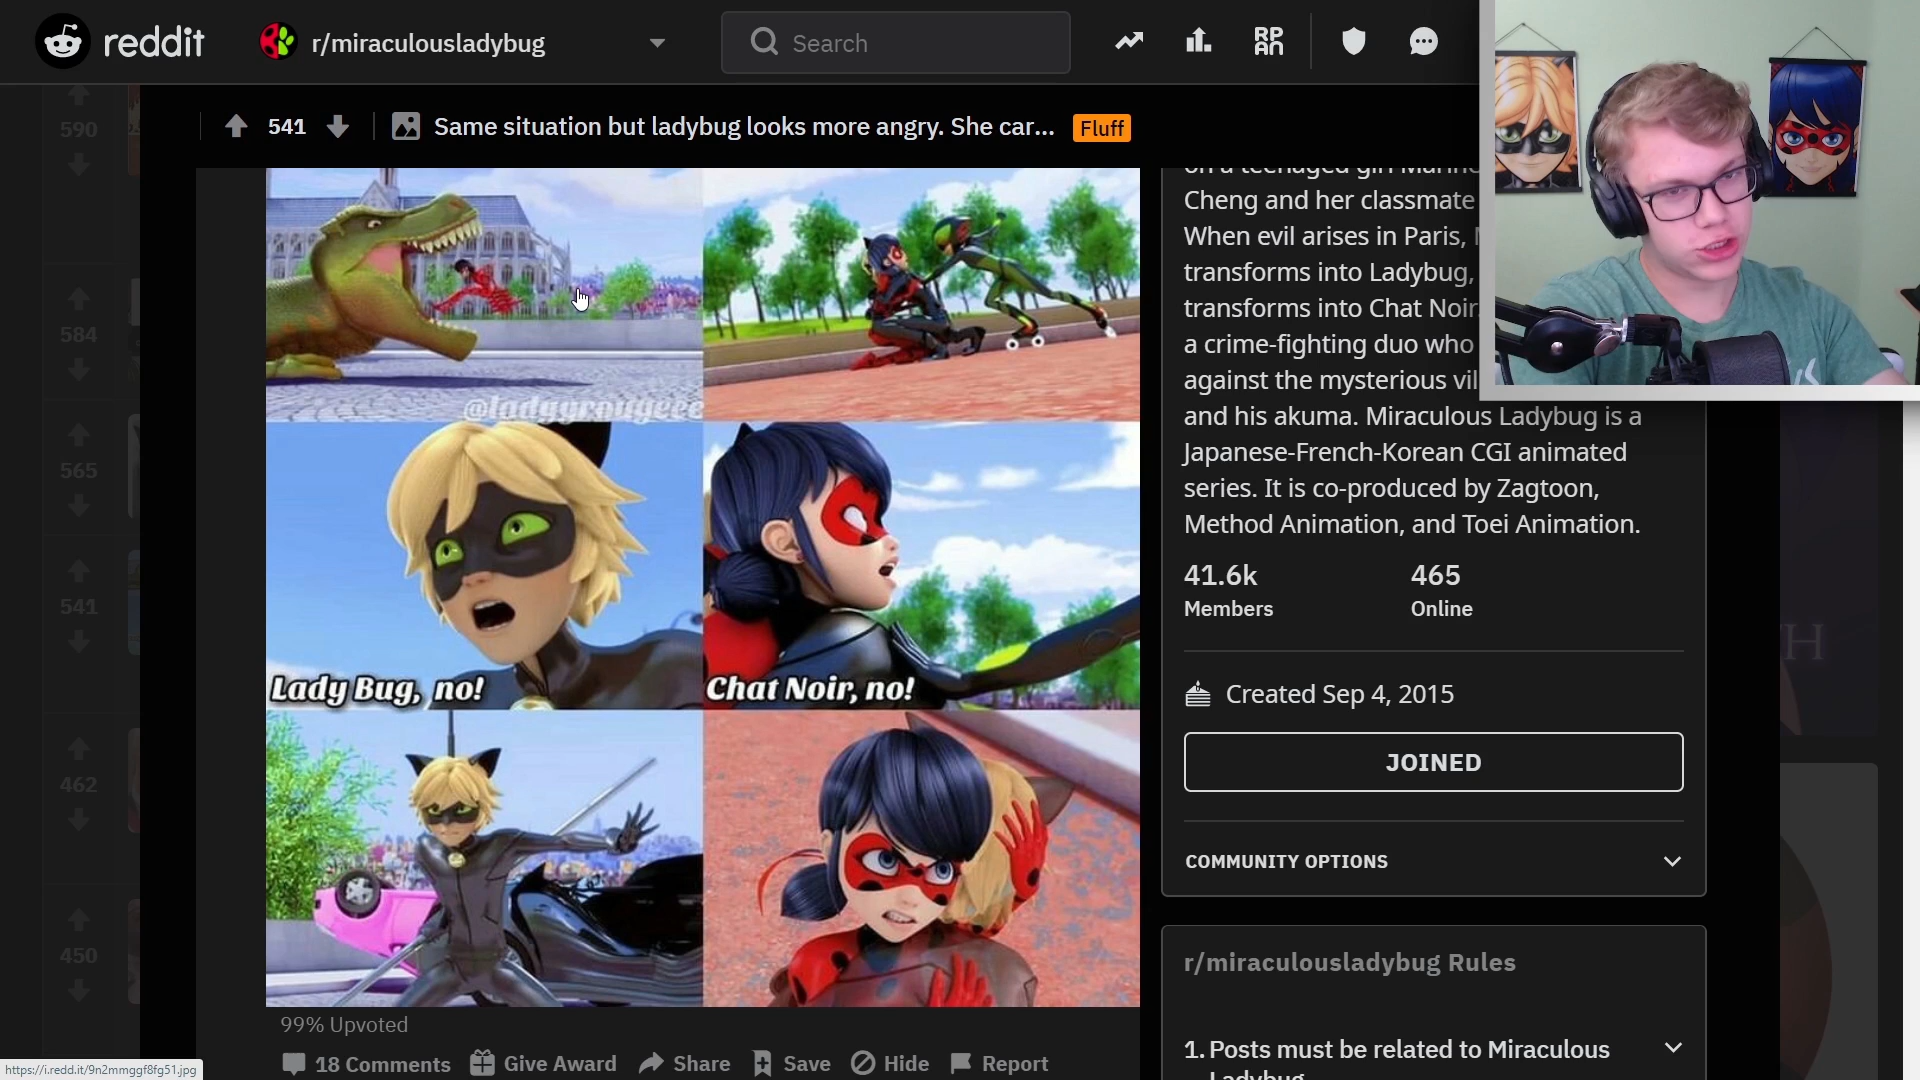 reddit
r/miraculousladybug
Search
RPAN
541
Same situation but ladybug looks more angry. She car...
Fluff
590
584
565
541
462
450
@ladygrougeee
Lady Bug, no!
Chat Noir, no!
99% Upvoted
18 Comments
Give Award
Share
Save
Hide
Report
https://i.redd.it/9n2mmggf8fg51.jpg
on a teenaged girl
Cheng and her classmate
When evil arises in Paris,
transforms into Ladybug,
transforms into Chat Noir
a crime-fighting duo who
against the mysterious
and his akuma. Miraculous Ladybug is a
Japanese-French-Korean CGI animated
series. It is co-produced by Zagtoon,
Method Animation, and Toei Animation.
41.6k
Members
465
Online
Created Sep 4, 2015
JOINED
COMMUNITY OPTIONS
r/miraculousladybug Rules
1. Posts must be related to Miraculous
Ladybug